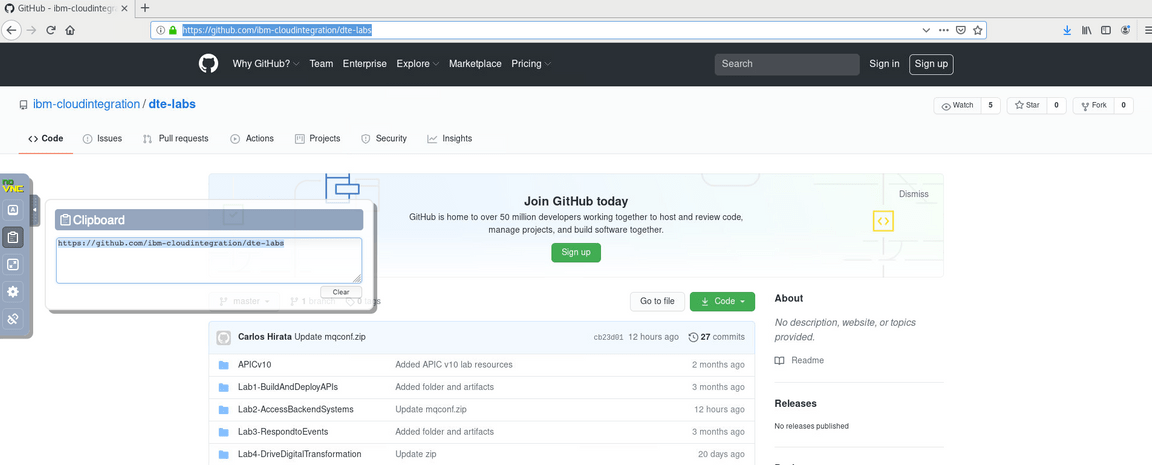 GitHub - ibm-cloudintegr
https://github.com/ibm-cloudintegration/dte-labs
Why GitHub? Team Enterprise Explore Marketplace Pricing Search Sign in Sign up
ibm-cloudintegration / dte-labs
Watch 5 Star 0 Fork 0
Code Issues Pull requests Actions Projects Security Insights
no
VNC
Clipboard
https://github.com/ibm-cloudintegration/dte-labs
Clear
Join GitHub today
Dismiss
GitHub is home to over 50 million developers working together to host and review code,
manage projects, and build software together.
Sign up
master 1 branch 0 tags
Go to file Code
Carlos Hirata Update mqconf.zip cb23d01 12 hours ago 27 commits
APICv10 Added APIC v10 lab resources 2 months ago
Lab1-BuildAndDeployAPIs Added folder and artifacts 3 months ago
Lab2-AccessBackendSystems Update mqconf.zip 12 hours ago
Lab3-RespondtoEvents Added folder and artifacts 3 months ago
Lab4-DriveDigitalTransformation Update zip 20 days ago
About
No description, website, or topics
provided.
Readme
Releases
No releases published